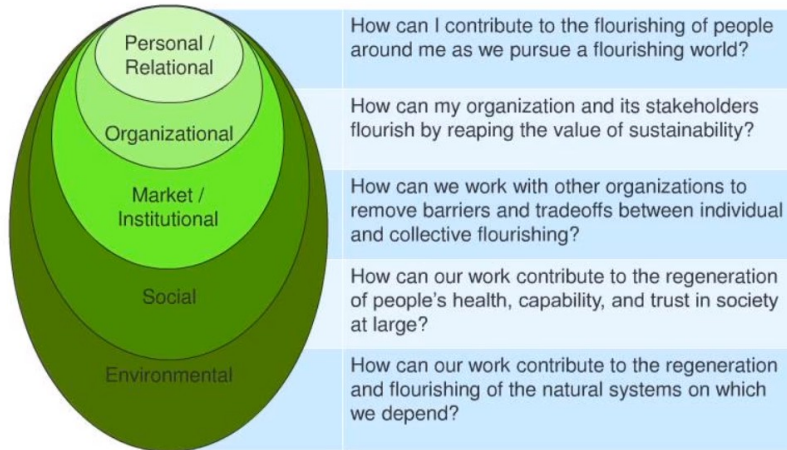 Personal /
Relational
How can I contribute to the flourishing of people
around me as we pursue a flourishing world?
Organizational
How can my organization and its stakeholders
flourish by reaping the value of sustainability?
Market /
Institutional
How can we work with other organizations to
remove barriers and tradeoffs between individual
and collective flourishing?
Social
How can our work contribute to the regeneration
of people's health, capability, and trust in society
at large?
Environmental
How can our work contribute to the regeneration
and flourishing of the natural systems on which
we depend?